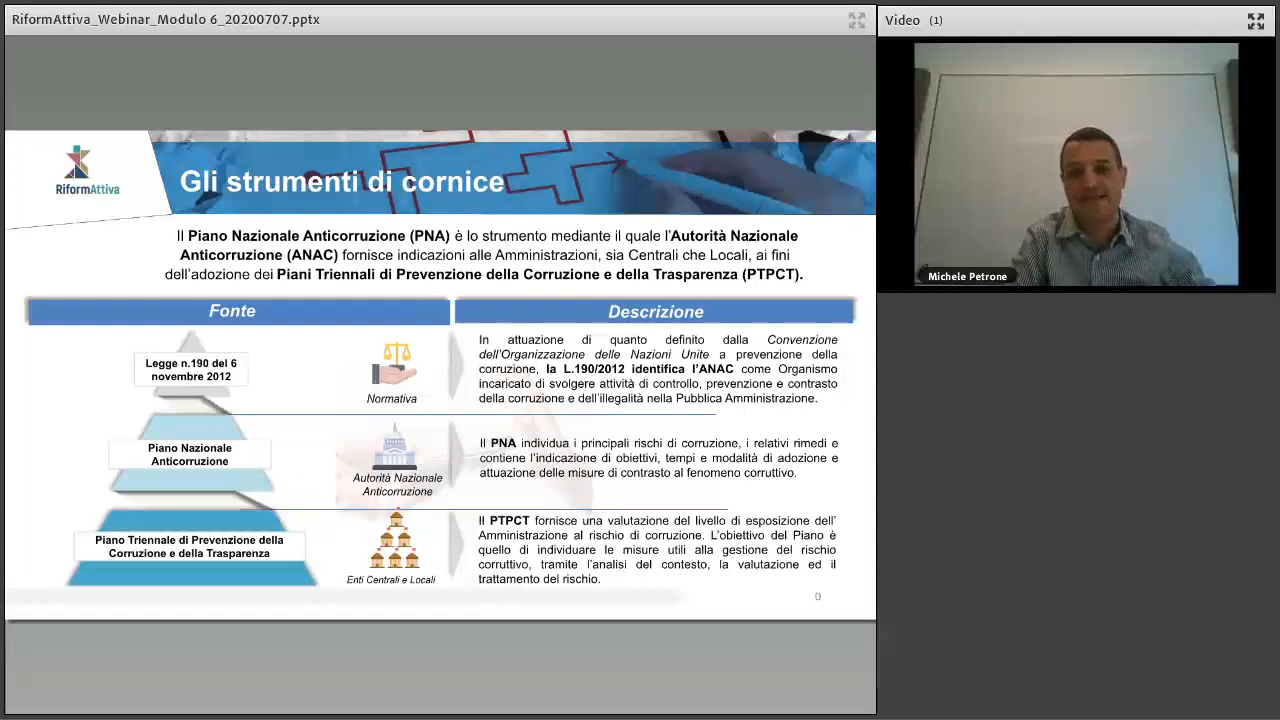 RiformAttiva_Webinar_Modulo 6_20200707.pptx
Video (1)
Michele Petrone
RiformAttiva
Gli strumenti di cornice
Il Piano Nazionale Anticorruzione (PNA) è lo strumento mediante il quale l'Autorità Nazionale
Anticorruzione (ANAC) fornisce indicazioni alle Amministrazioni, sia Centrali che Locali, ai fini
dell'adozione dei Piani Triennali di Prevenzione della Corruzione e della Trasparenza (PTPCT).
Fonte
Descrizione
Legge n.190 del 6
novembre 2012
Normativa
In attuazione di quanto definito dalla Convenzione
dell'Organizzazione delle Nazioni Unite a prevenzione della
corruzione, la L.190/2012 identifica l'ANAC come Organismo
incaricato di svolgere attività di controllo, prevenzione e contrasto
della corruzione e dell'illegalità nella Pubblica Amministrazione.
Piano Nazionale
Anticorruzione
Autorità Nazionale
Anticorruzione
Il PNA individua i principali rischi di corruzione, i relativi rimedi e
contiene l'indicazione di obiettivi, tempi e modalità di adozione e
attuazione delle misure di contrasto al fenomeno corruttivo.
Piano Triennale di Prevenzione della
Corruzione e della Trasparenza
Enti Centrali e Locali
Il PTPCT fornisce una valutazione del livello di esposizione dell'
Amministrazione al rischio di corruzione. L'obiettivo del Piano è
quello di individuare le misure utili alla gestione del rischio
corruttivo, tramite l'analisi del contesto, la valutazione ed il
trattamento del rischio.
0